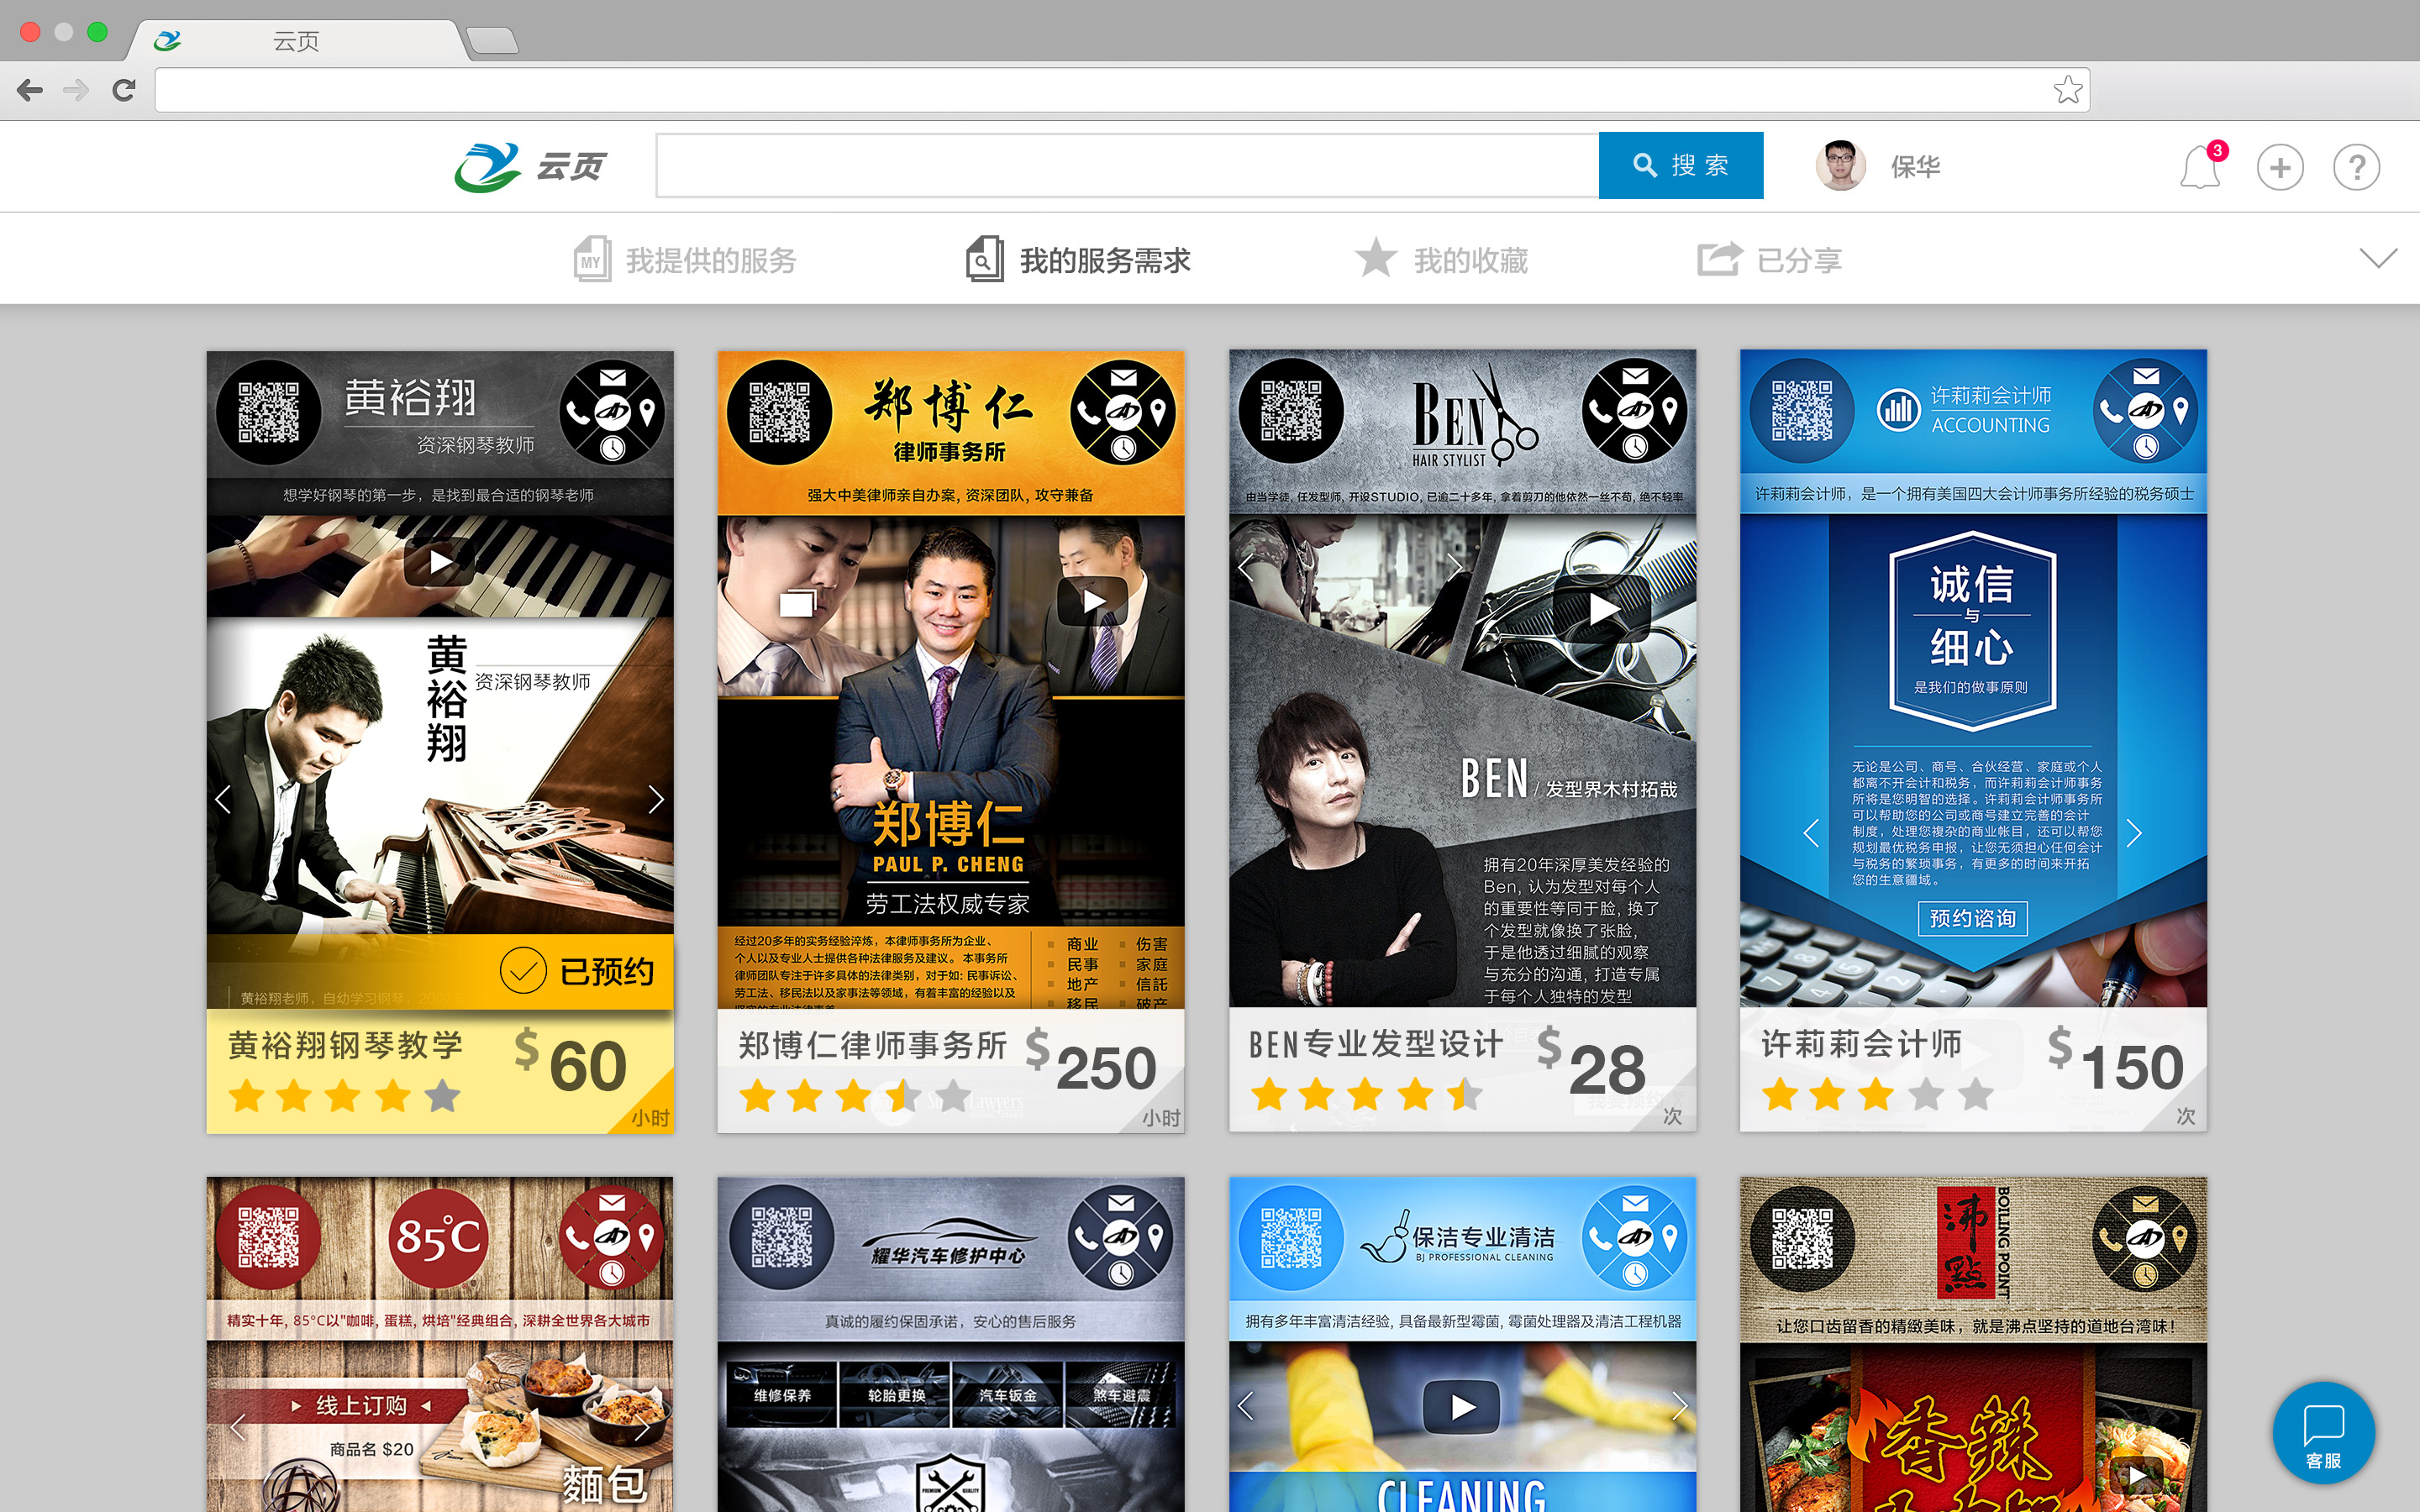 云页
云页
搜 索
保华
3
MY
我提供的服务
我的服务需求
我的收藏
已分享
黄裕翔
资深钢琴教师
想学好钢琴的第一步，是找到最合适的钢琴老师
黄裕翔
资深钢琴教师
已预约
黄裕翔老师，自幼学习钢琴，2007
黄裕翔钢琴教学
$60
小时
郑博仁
律师事务所
强大中美律师亲自办案, 资深团队, 攻守兼备
郑博仁
PAUL P. CHENG
劳工法权威专家
经过20多年的实务经验淬炼，本律师事务所为企业、
个人以及专业人士提供各种法律服务及建议。本事务所
律师团队专注于许多具体的法律类别，对于如: 民事诉讼、
劳工法、移民法以及家事法等领域，有着丰富的经验以及
商业
民事
地产
移民
伤害
家庭
信託
破产
郑博仁律师事务所
$250
Lawyers
小时
BEN
HAIR STYLIST
由当学徒, 任发型师, 开设STUDIO, 已逾二十多年, 拿着剪刀的他依然一丝不苟, 绝不轻率
BEN / 发型界木村拓哉
拥有20年深厚美发经验的
Ben, 认为发型对每个人
的重要性等同于脸, 换了
个发型就像换了张脸,
于是他透过细腻的观察
与充分的沟通, 打造专属
于每个人独特的发型
BEN专业发型设计
$28
次
许莉莉会计师
ACCOUNTING
许莉莉会计师，是一个拥有美国四大会计师事务所经验的税务硕士
诚信
与
细心
是我们的做事原则
无论是公司、商号、合伙经营、家庭或个人
都离不开会计和税务，而许莉莉会计师事务
所将是您明智的选择。许莉莉会计师事务所
可以帮助您的公司或商号建立完善的会计
制度，处理您複杂的商业帐目，还可以帮您
规划最优税务申报，让您无须担心任何会计
与税务的繁琐事务，有更多的时间来开拓
您的生意疆域。
预约咨询
许莉莉会计师
$150
次
85°C
精实十年, 85°C以"咖啡, 蛋糕, 烘培"经典组合, 深耕全世界各大城市
线上订购
商品名 $20
麵包
耀华汽车修护中心
真诚的履约保固承诺，安心的售后服务
维修保养
轮胎更换
汽车钣金
煞车避震
PREMIUM QUALITY
保洁专业清洁
BJ PROFESSIONAL CLEANING
拥有多年丰富清洁经验, 具备最新型霉菌, 霉菌处理器及清洁工程机器
CLEANING
沸點
BOILING POINT
让您口齿留香的精緻美味，就是沸点坚持的道地台湾味!
香辣
客服